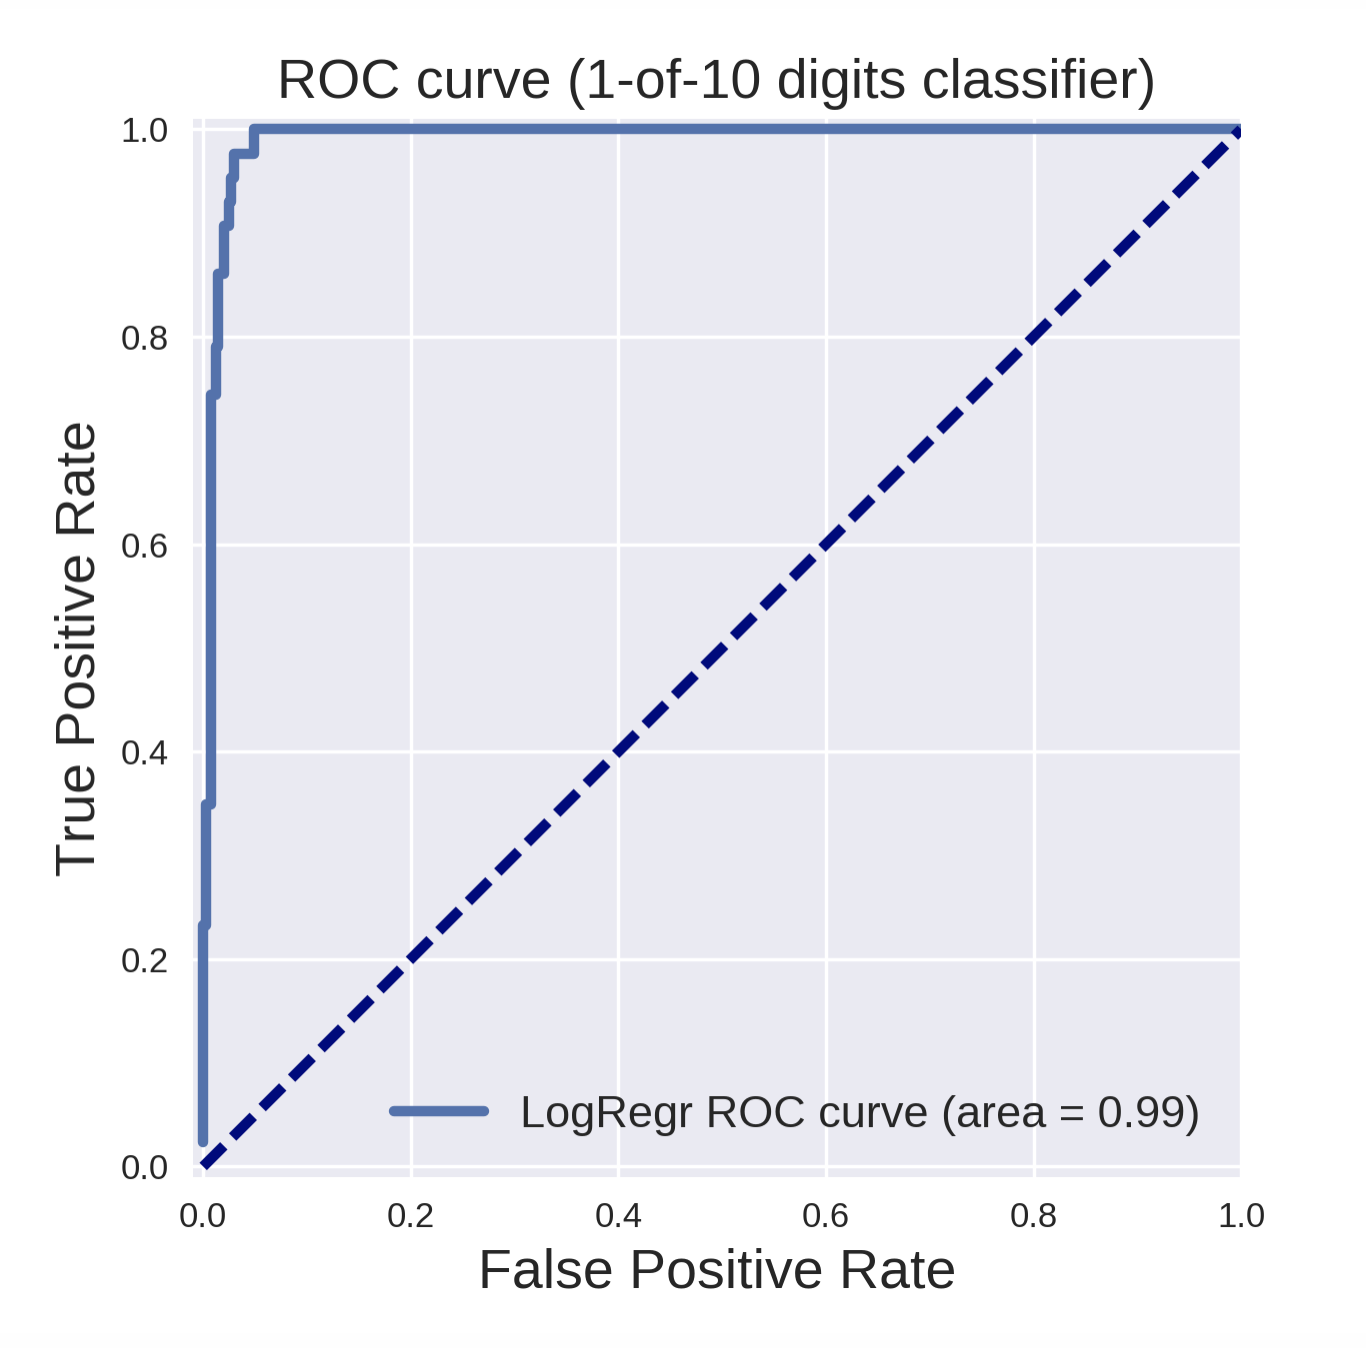 ROC curve (1-of-10 digits classifier)
1.0
0.8
0.6
0.4
0.2
0.0
True Positive Rate
LogRegr ROC curve (area = 0.99)
0.0 0.2 0.4 0.6 0.8 1.0
False Positive Rate